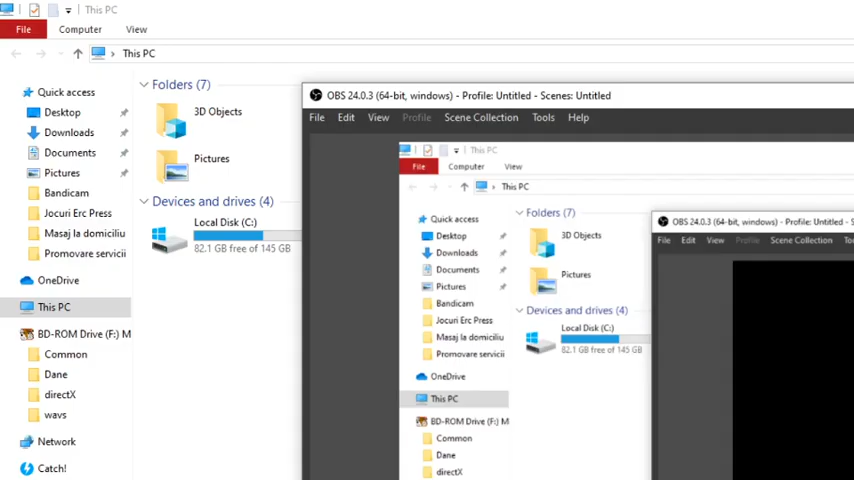 This PC
File Computer View
This PC
Quick access
Desktop
Downloads
Documents
Pictures
Bandicam
Jocuri Erc Press
Masaj la domiciliu
Promovare servicii
OneDrive
This PC
BD-ROM Drive (F:) M
Common
Dane
directX
wavs
Network
Catch!
Folders (7)
3D Objects
Pictures
Devices and drives (4)
Local Disk (C:)
82.1 GB free of 145 GB
OBS 24.0.3 (64-bit, windows) - Profile: Untitled - Scenes: Untitled
File Edit View Profile Scene Collection Tools Help
This PC
File Computer View
This PC
Quick access
Desktop
Downloads
Documents
Pictures
Bandicam
Jocuri Erc Press
Masaj la domiciliu
Promovare servicii
OneDrive
This PC
BD-ROM Drive (F:) M
Common
Dane
directX
Folders (7)
3D Objects
Pictures
Devices and drives (4)
Local Disk (C:)
82.1 GB free of 145 GB
OBS 24.0.3 (64-bit, windows) - Profile: Untitled - S
File Edit View Profile Scene Collection To